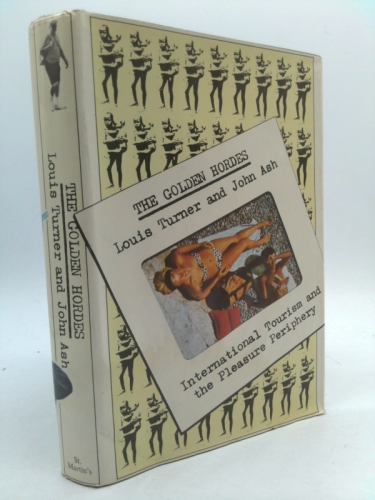 THE GOLDEN HORDES
Louis Turner and John Ash
St.
Martin's
THE GOLDEN HORDES
Louis Turner and John Ash
International Tourism and
the Pleasure Periphery